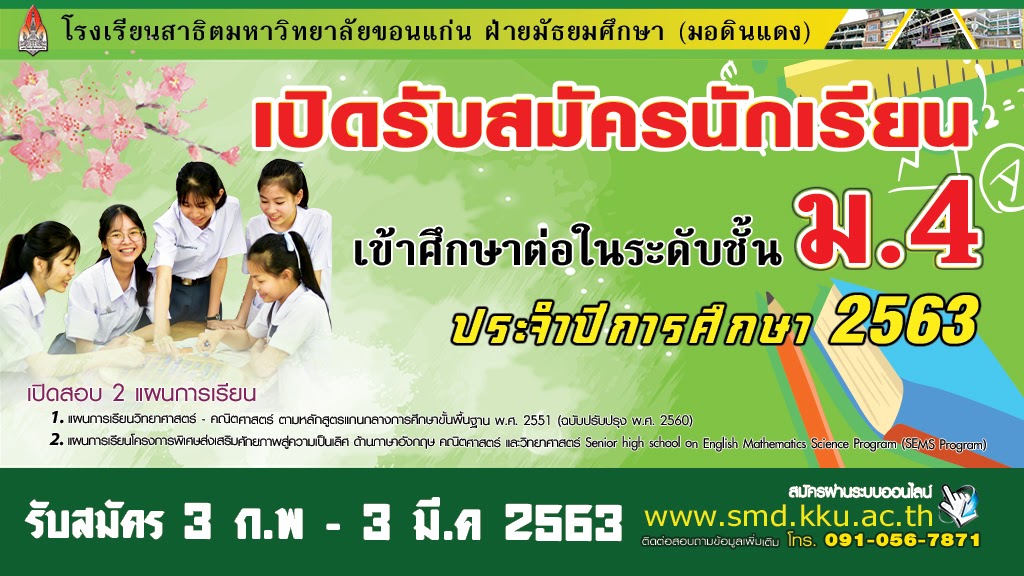 โรงเรียนสาธิตมหาวิทยาลัยขอนแก่น ฝ่ายมัธยมศึกษา (มอดินแดง)
เปิดรับสมัครนักเรียน
เข้าศึกษาต่อในระดับชั้น ม.4
ประจำปีการศึกษา 2563
เปิดสอบ 2 แผนการเรียน
1. แผนการเรียนวิทยาศาสตร์ - คณิตศาสตร์ ตามหลักสูตรแกนกลางการศึกษาขั้นพื้นฐาน พ.ศ. 2551 (ฉบับปรับปรุง พ.ศ. 2560)
2. แผนการเรียนโครงการพิเศษส่งเสริมศักยภาพสู่ความเป็นเลิศ ด้านภาษาอังกฤษ คณิตศาสตร์ และวิทยาศาสตร์ Senior high school on English Mathematics Science Program (SEMS Program)
รับสมัคร 3 ก.พ - 3 มี.ค 2563
สมัครผ่านระบบออนไลน์
www.smd.kku.ac.th
ติดต่อสอบถามข้อมูลเพิ่มเติม โทร. 091-056-7871